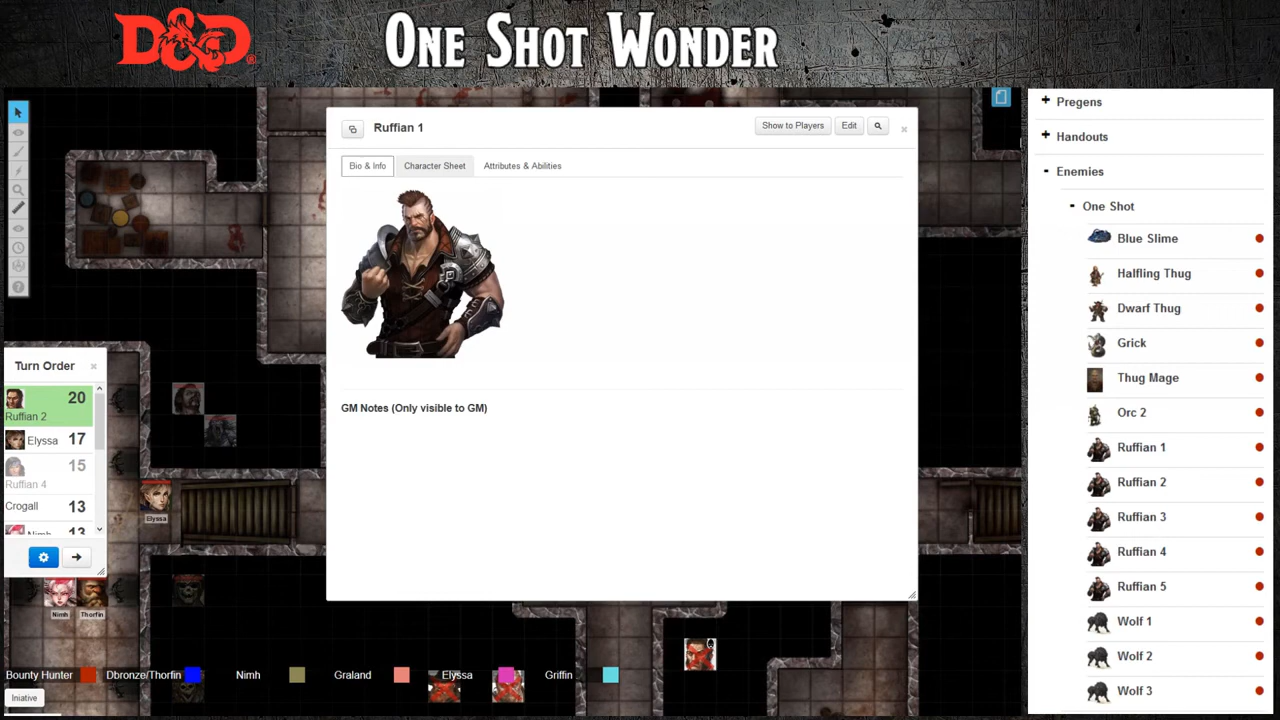 D&D
ONE SHOT WONDER
Ruffian 1
Show to Players
Edit
Bio & Info
Character Sheet
Attributes & Abilities
GM Notes (Only visible to GM)
Turn Order
20
Ruffian 2
Elyssa 17
15
Ruffian 4
Crogall 13
Nimh 13
Elyssa
Nimh
Thorfin
Bounty Hunter
Dbronze/Thorfin
Nimh
Graland
Elyssa
Griffin
Iniative
+ Pregens
+ Handouts
- Enemies
- One Shot
Blue Slime
Halfling Thug
Dwarf Thug
Grick
Thug Mage
Orc 2
Ruffian 1
Ruffian 2
Ruffian 3
Ruffian 4
Ruffian 5
Wolf 1
Wolf 2
Wolf 3